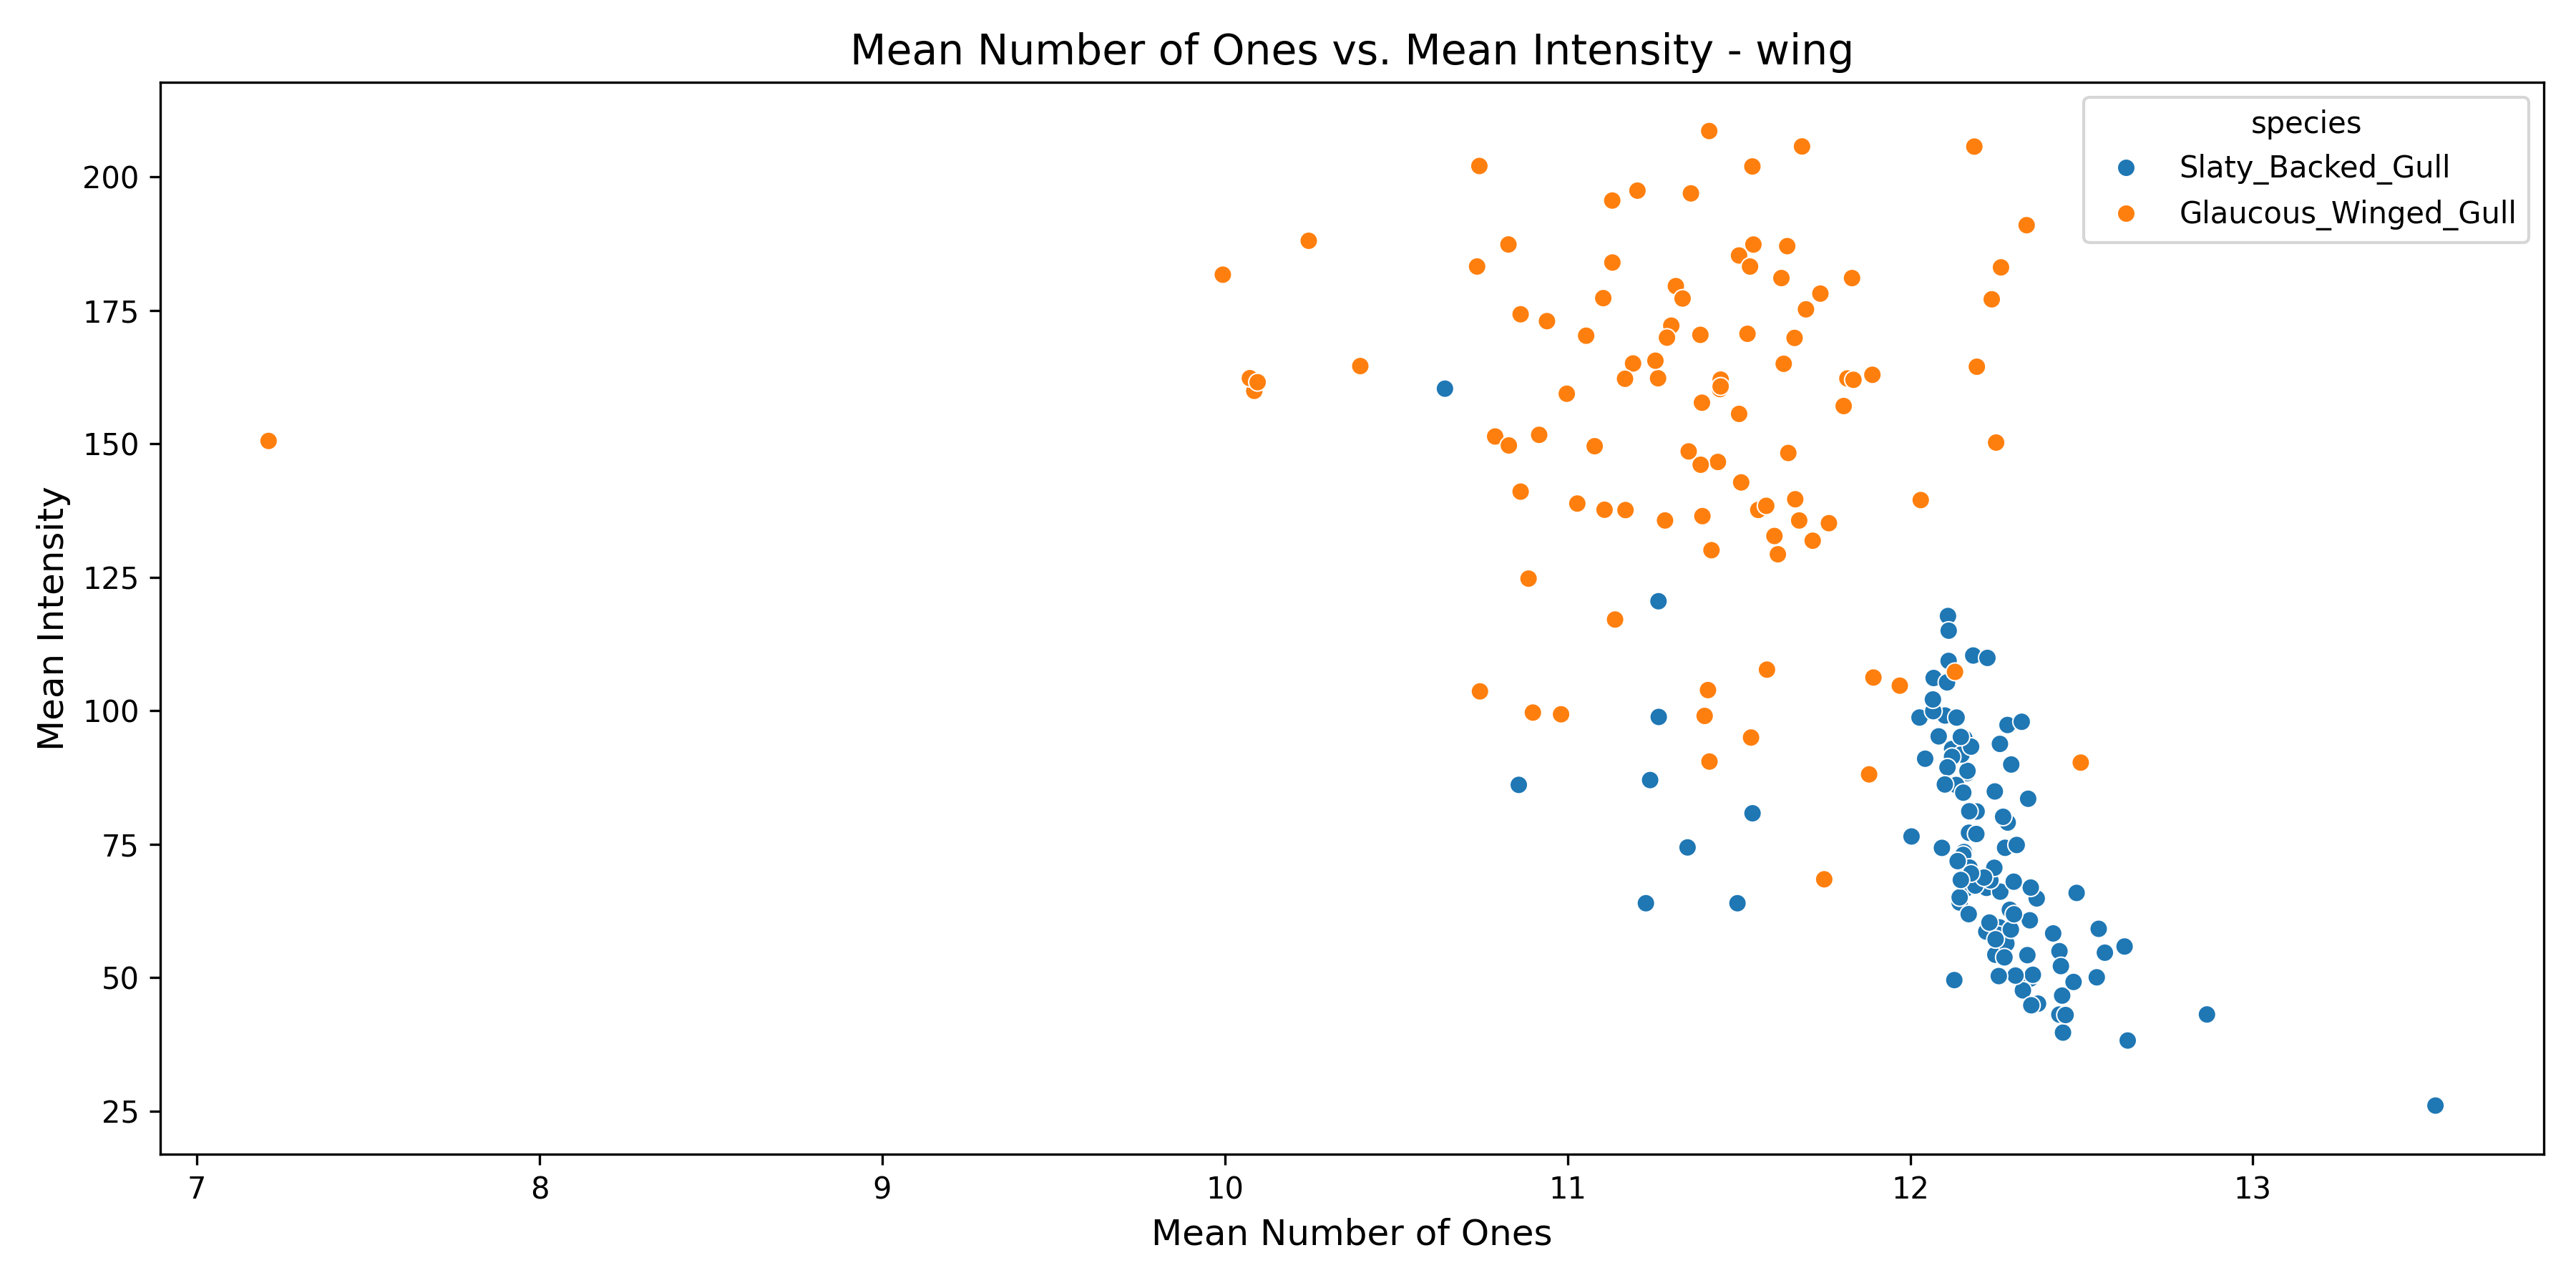 Mean Number of Ones vs. Mean Intensity - wing
species
Slaty_Backed_Gull
Glaucous_Winged_Gull
Mean Intensity
200
175
150
125
100
75
50
25
7 8 9 10 11 12 13
Mean Number of Ones